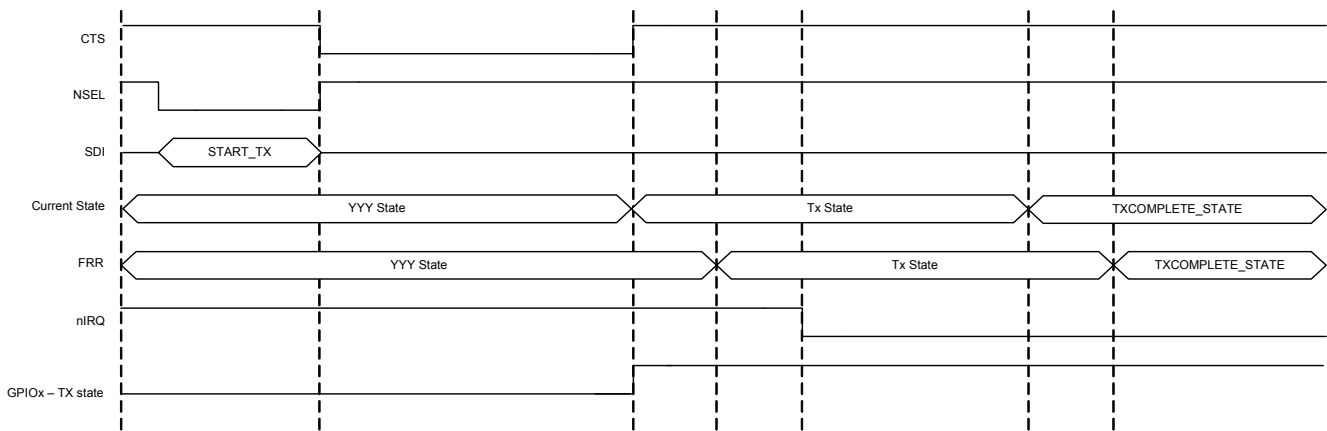 CTS
NSEL
SDI
START_TX
Current State
YYY State
Tx State
TXCOMPLETE_STATE
FRR
YYY State
Tx State
TXCOMPLETE_STATE
nIRQ
GPIOx – TX state